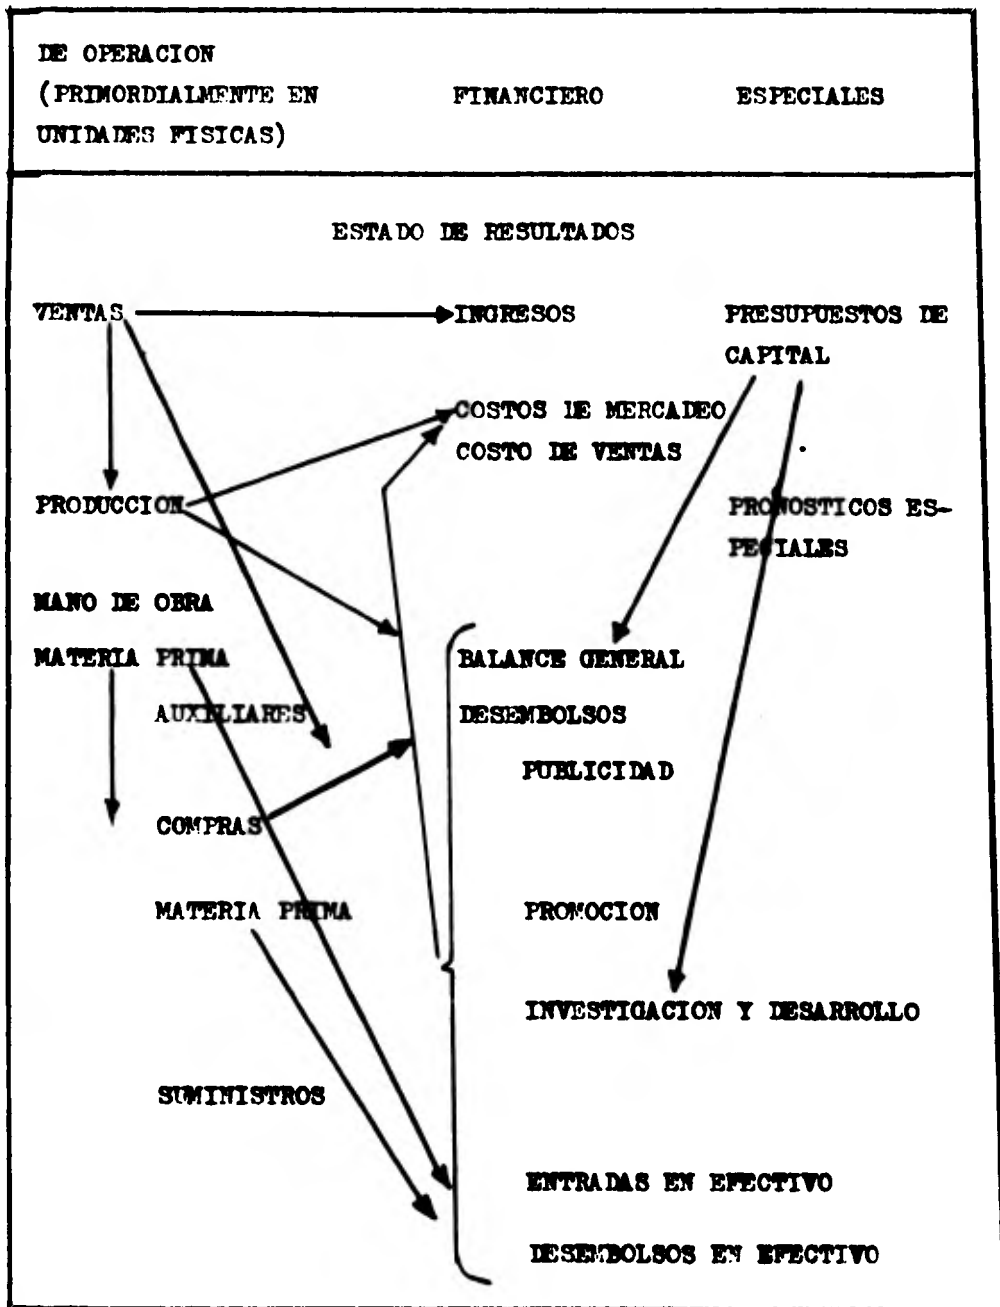 DE OPERACION
(PRIMORDIALMENTE EN FINANCIERO ESPECIALES
UNIDADES FISICAS)
ESTADO DE RESULTADOS
VENTAS INGRESOS PRESUPUESTOS DE
CAPITAL
COSTOS DE MERCADEO
COSTO DE VENTAS
PRODUCCION PRONOSTICOS ES-
PECIALES
MANO DE OBRA
MATERIA PRIMA BALANCE GENERAL
AUXILIARES DESEMBOLSOS
PUBLICIDAD
COMPRAS
MATERIA PRIMA PROMOCION
INVESTIGACION Y DESARROLLO
SUMINISTROS
ENTRADAS EN EFECTIVO
DESEMBOLSOS EN EFECTIVO